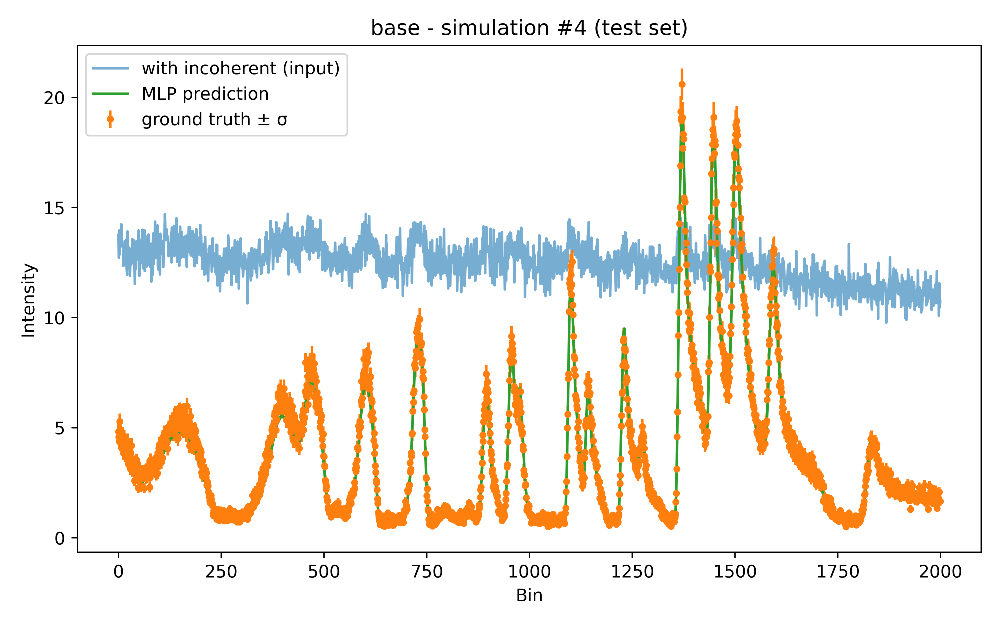 base - simulation #4 (test set)
with incoherent (input)
MLP prediction
ground truth ± σ
Intensity
20
15
10
5
0
0 250 500 750 1000 1250 1500 1750 2000
Bin